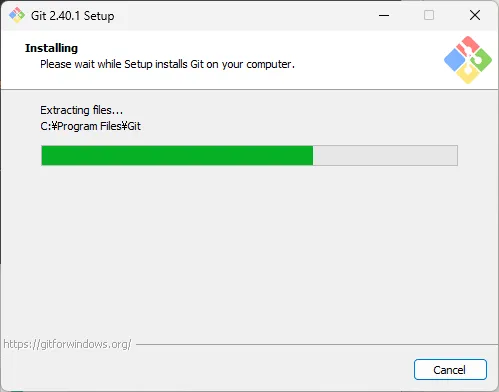 Git 2.40.1 Setup
Installing
Please wait while Setup installs Git on your computer.
Extracting files...
C:¥Program Files¥Git
https://gitforwindows.org/
Cancel